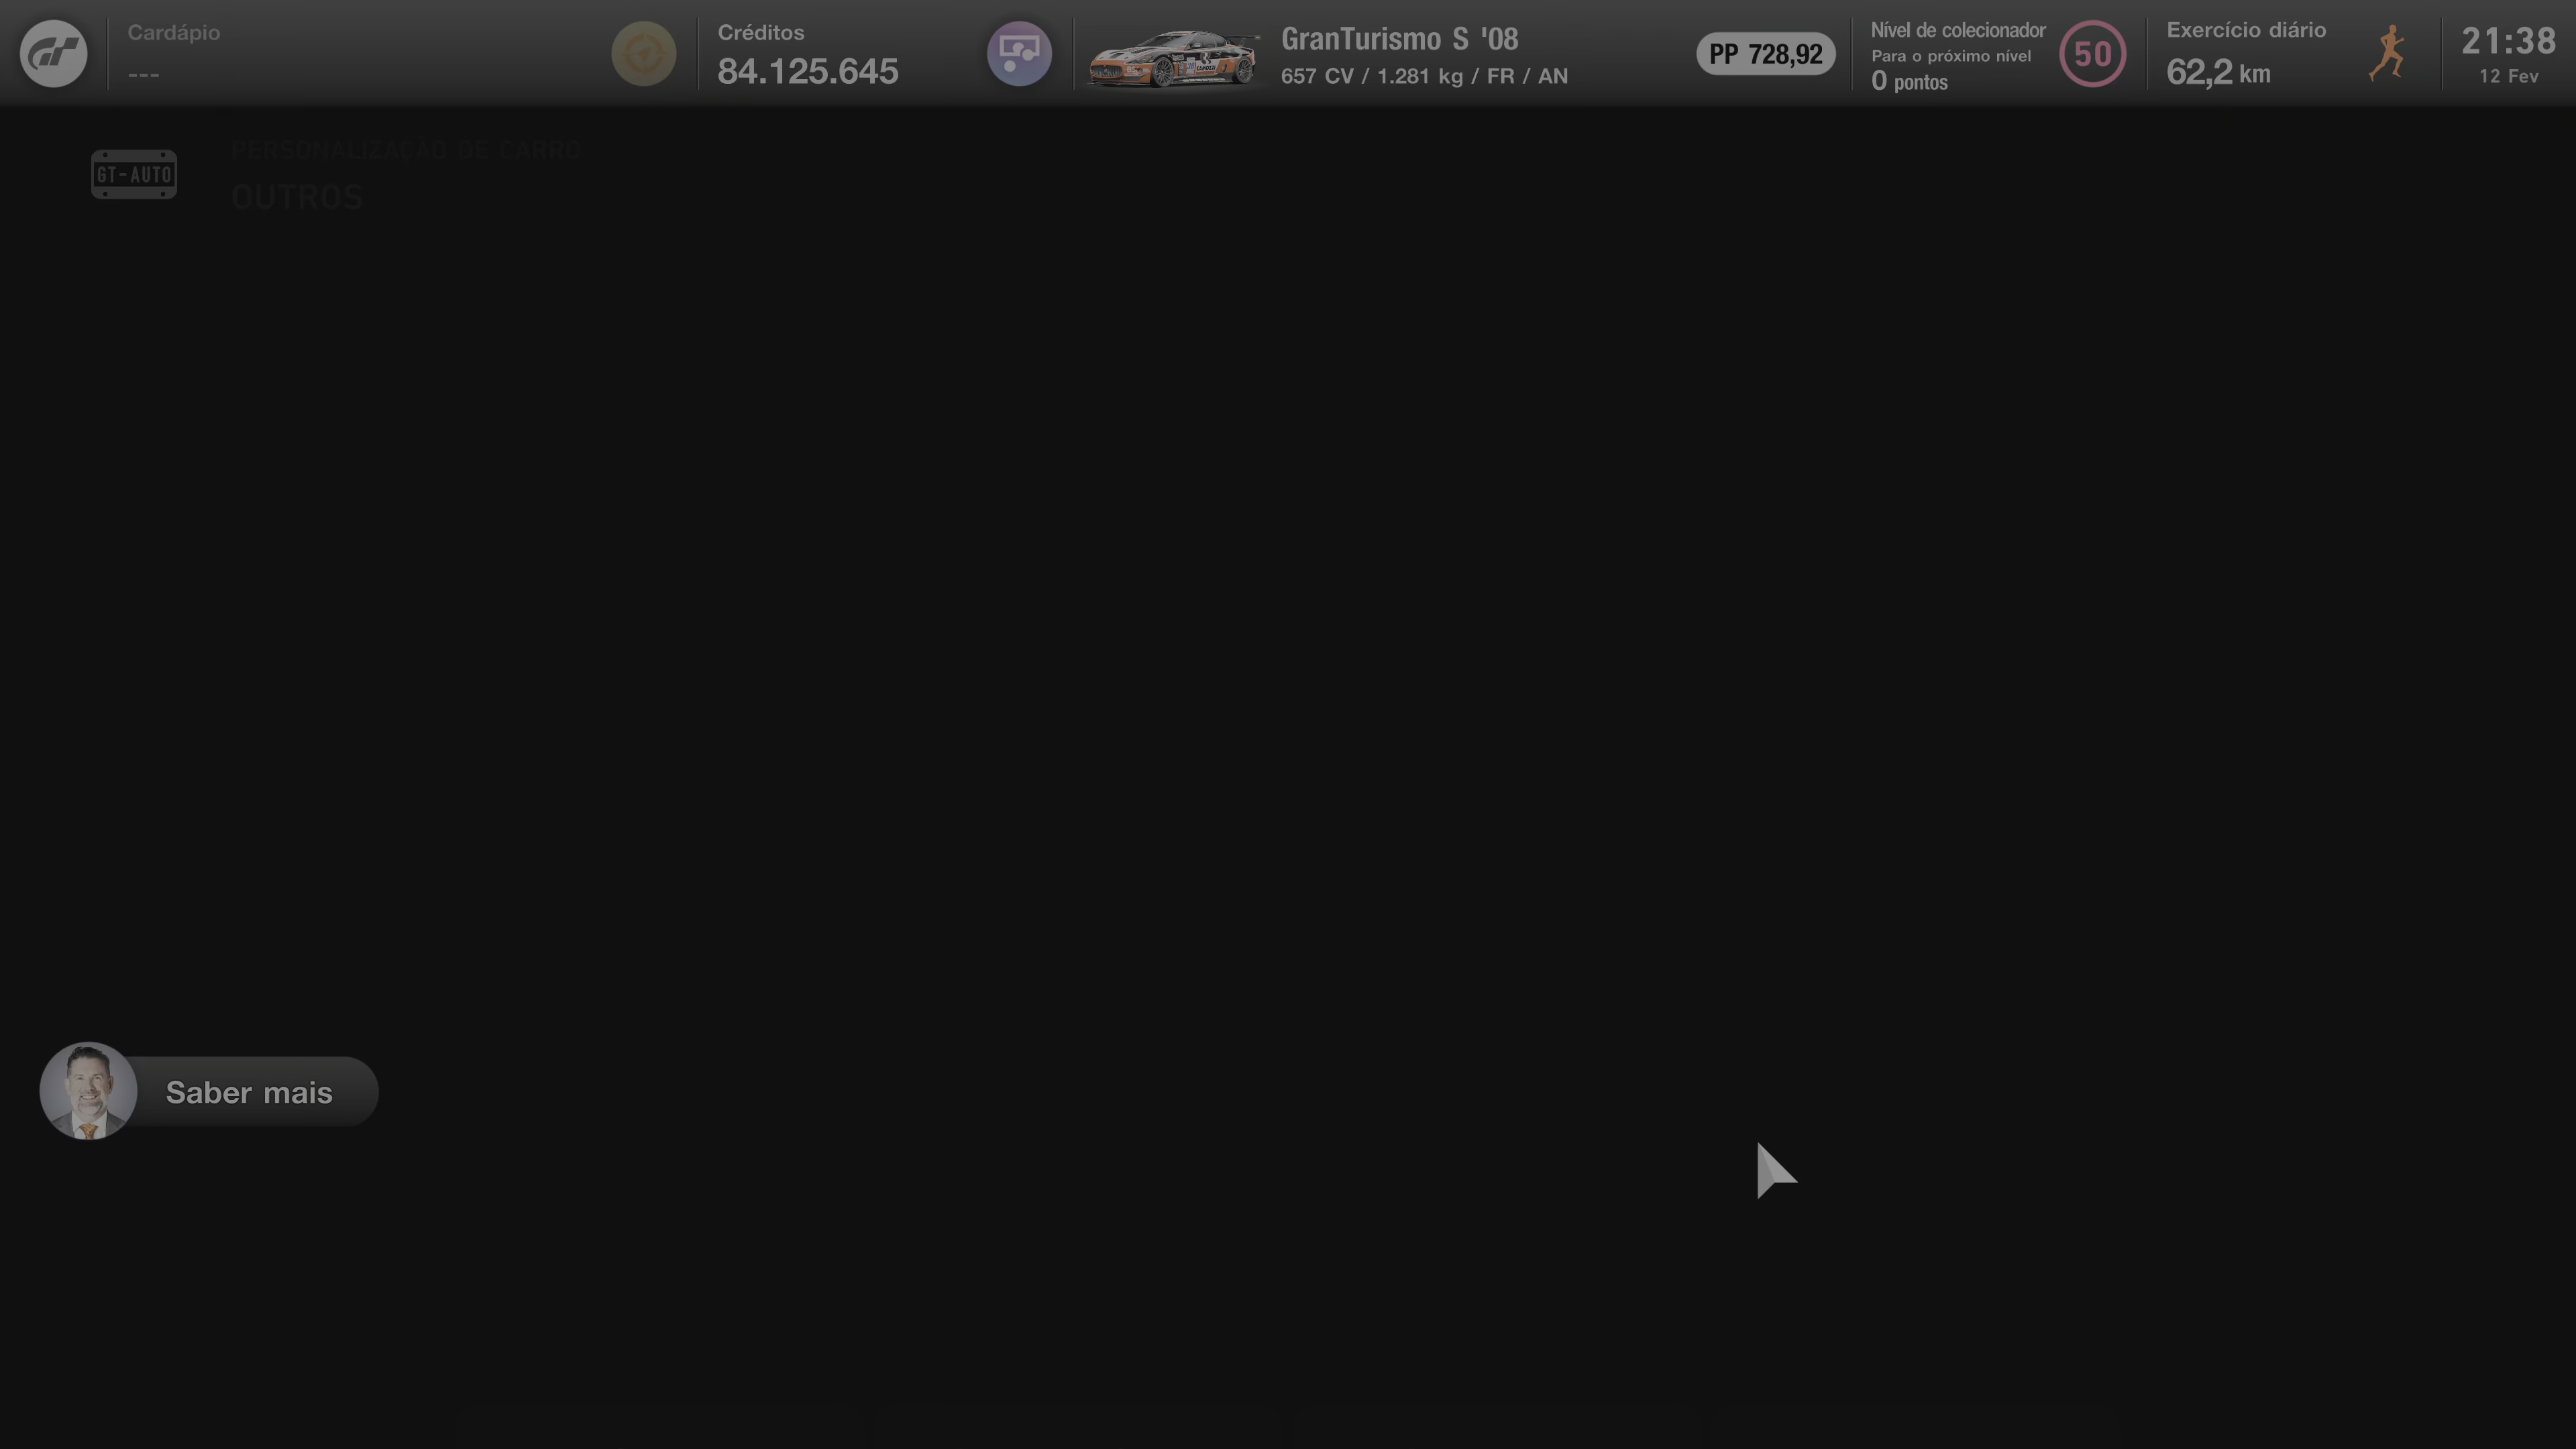 Cardápio
---
Créditos
84.125.645
GranTurismo S '08
657 CV / 1.281 kg / FR / AN
PP 728,92
Nível de colecionador
Para o próximo nível
0 pontos
50
Exercício diário
62,2 km
21:38
12 Fev
GT-AUTO
PERSONALIZAÇÃO DE CARRO
OUTROS
Saber mais